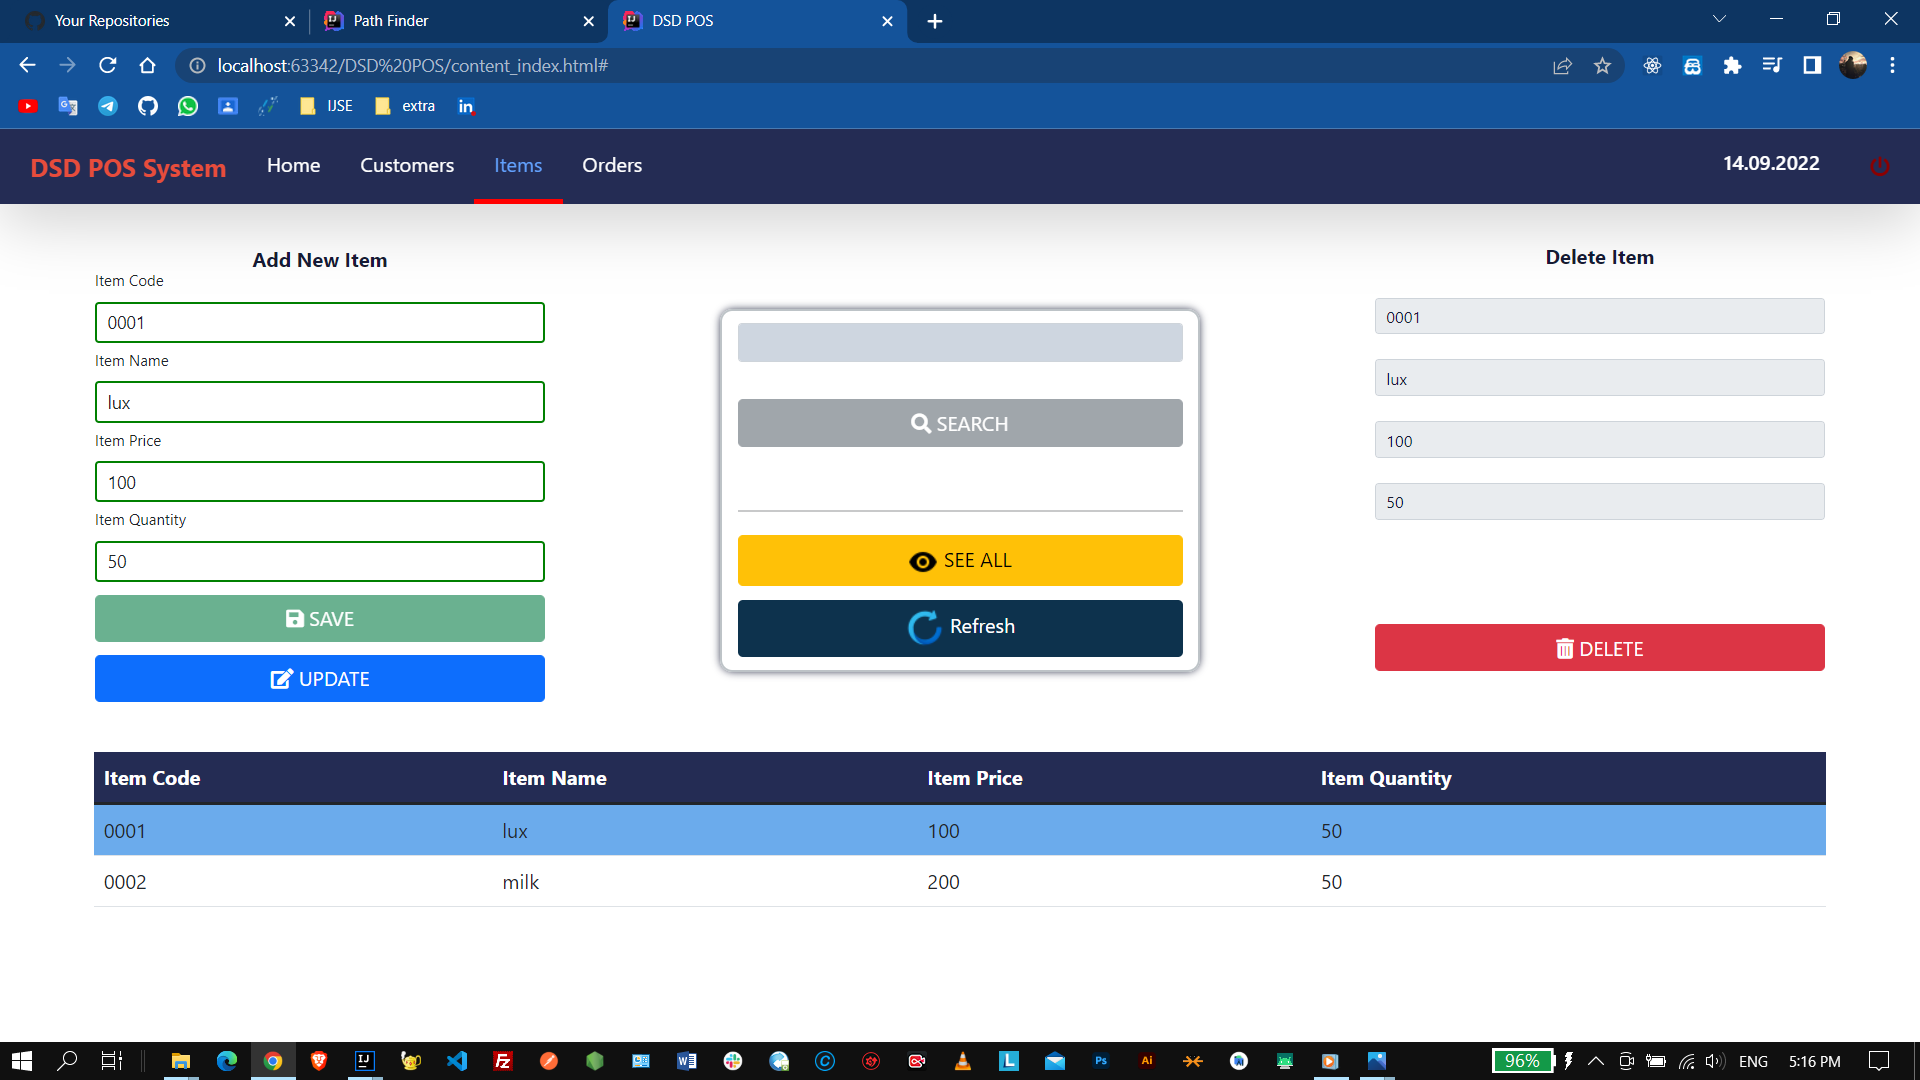 Your Repositories
Path Finder
DSD POS
localhost:63342/DSD%20POS/content_index.html#
IJSE
extra
in
DSD POS System
Home
Customers
Items
Orders
14.09.2022
Add New Item
Item Code
0001
Item Name
lux
Item Price
100
Item Quantity
50
SAVE
UPDATE
SEARCH
SEE ALL
Refresh
Delete Item
0001
lux
100
50
DELETE
Item Code Item Name Item Price Item Quantity
0001 lux 100 50
0002 milk 200 50
96%
ENG
5:16 PM